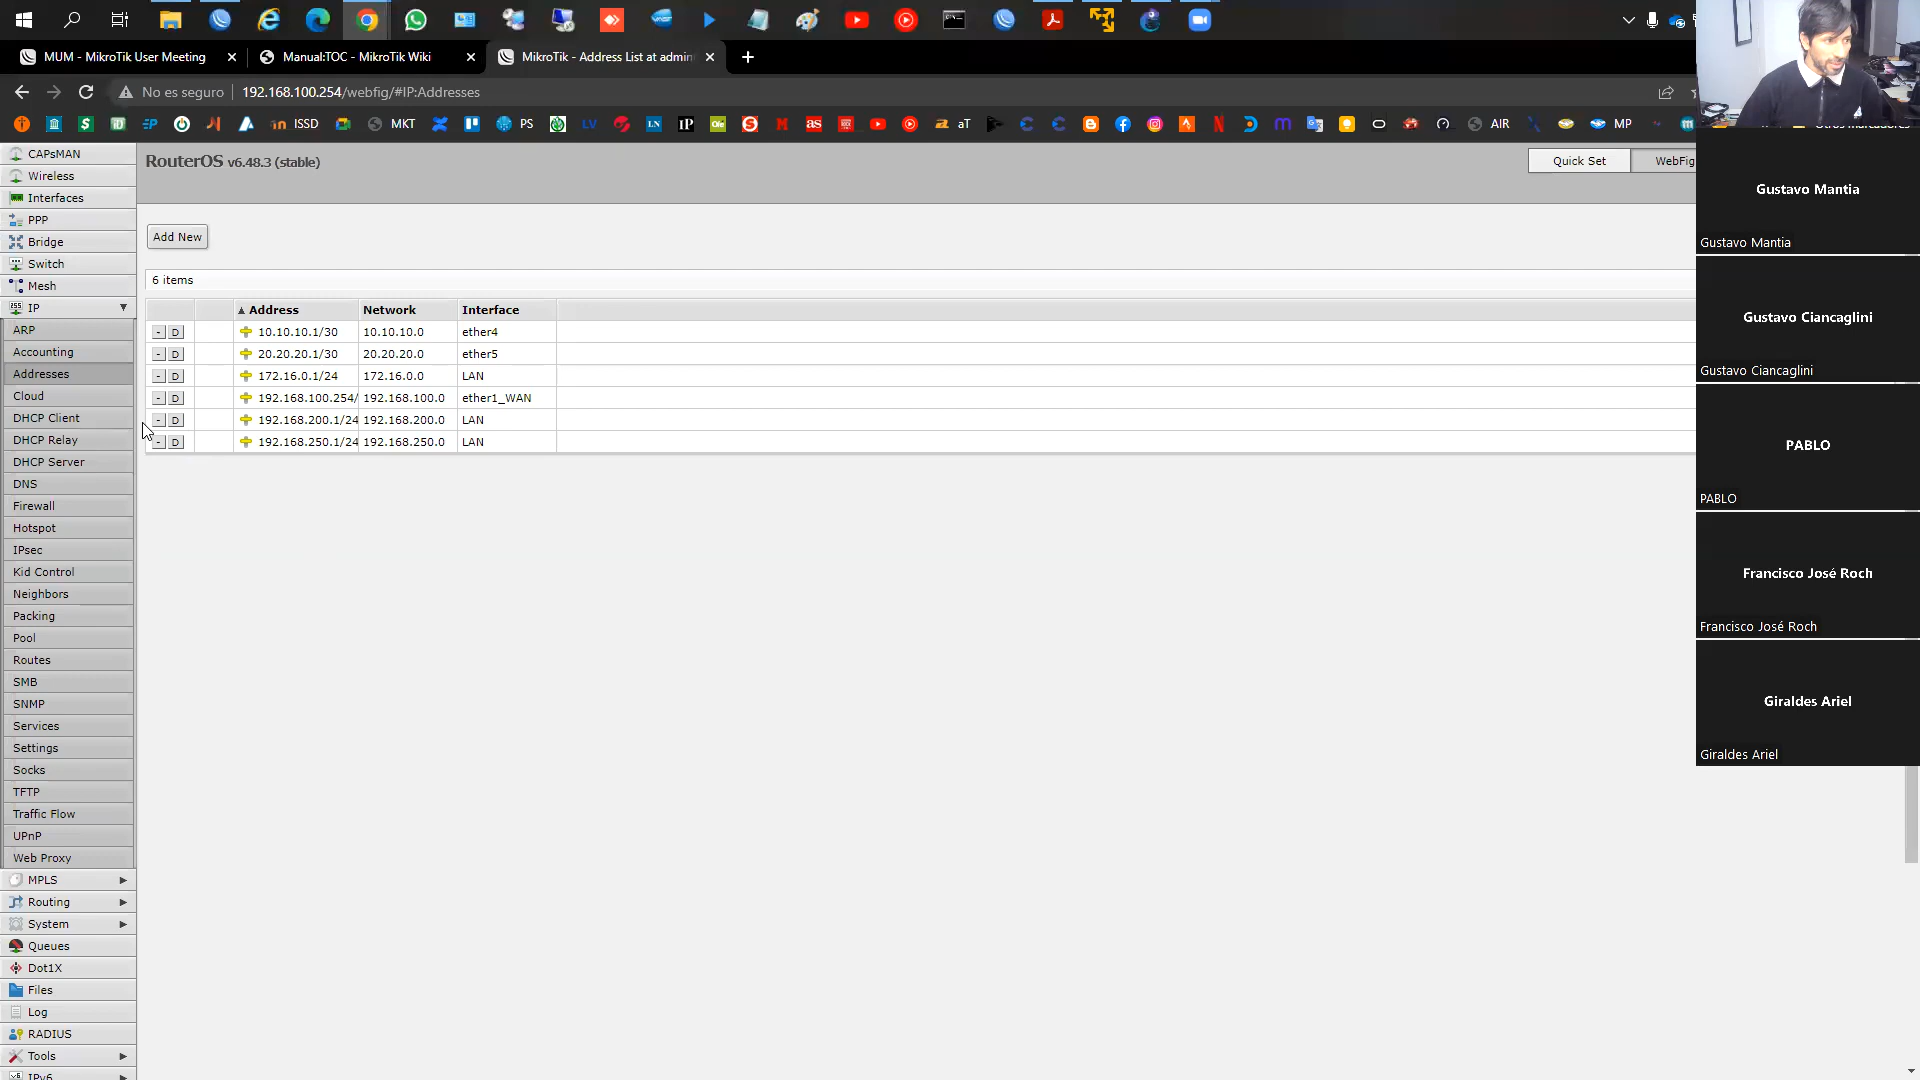 MUM - MikroTik User Meeting
Manual:TOC - MikroTik Wiki
MikroTik - Address List at admin
No es seguro
192.168.100.254/webfig/#IP:Addresses
ISSD
MKT
PS
LV
LN
IP
Ole
as
aT
AIR
MP
Otros marcadores
CAPsMAN
Wireless
Interfaces
PPP
Bridge
Switch
Mesh
IP
ARP
Accounting
Addresses
Cloud
DHCP Client
DHCP Relay
DHCP Server
DNS
Firewall
Hotspot
IPsec
Kid Control
Neighbors
Packing
Pool
Routes
SMB
SNMP
Services
Settings
Socks
TFTP
Traffic Flow
UPnP
Web Proxy
MPLS
Routing
System
Queues
Dot1X
Files
Log
RADIUS
Tools
IPv6
RouterOS v6.48.3 (stable)
Quick Set
WebFig
Add New
6 items
Address Network Interface
- D 10.10.10.1/30 10.10.10.0 ether4
- D 20.20.20.1/30 20.20.20.0 ether5
- D 172.16.0.1/24 172.16.0.0 LAN
- D 192.168.100.254/ 192.168.100.0 ether1_WAN
- D 192.168.200.1/24 192.168.200.0 LAN
- D 192.168.250.1/24 192.168.250.0 LAN
Gustavo Mantia
Gustavo Mantia
Gustavo Ciancaglini
Gustavo Ciancaglini
PABLO
PABLO
Francisco José Roch
Francisco José Roch
Giraldes Ariel
Giraldes Ariel